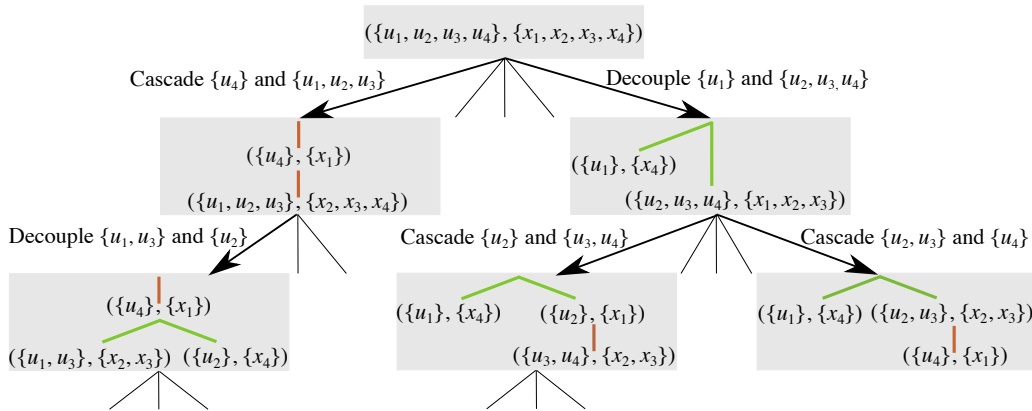 ({u₁, u₂, u₃, u₄}, {x₁, x₂, x₃, x₄})
Cascade {u₄} and {u₁, u₂, u₃}
Decouple {u₁} and {u₂, u₃, u₄}
({u₄}, {x₁})
({u₁, u₂, u₃}, {x₂, x₃, x₄})
({u₁}, {x₄})
({u₂, u₃, u₄}, {x₁, x₂, x₃})
Decouple {u₁, u₃} and {u₂}
Cascade {u₂} and {u₃, u₄}
Cascade {u₂, u₃} and {u₄}
({u₄}, {x₁})
({u₁, u₃}, {x₂, x₃})
({u₂}, {x₄})
({u₁}, {x₄})
({u₂}, {x₁})
({u₃, u₄}, {x₂, x₃})
({u₁}, {x₄})
({u₂, u₃}, {x₂, x₃})
({u₄}, {x₁})